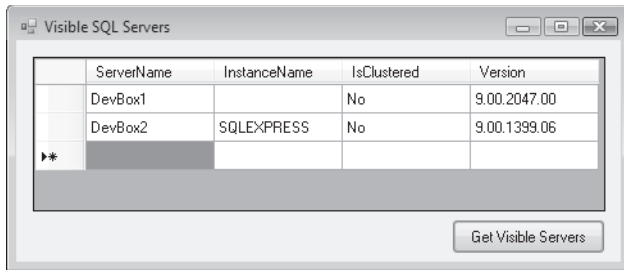 Visible SQL Servers
ServerName InstanceName IsClustered Version
DevBox1 No 9.00.2047.00
DevBox2 SQLEXPRESS No 9.00.1399.06
Get Visible Servers